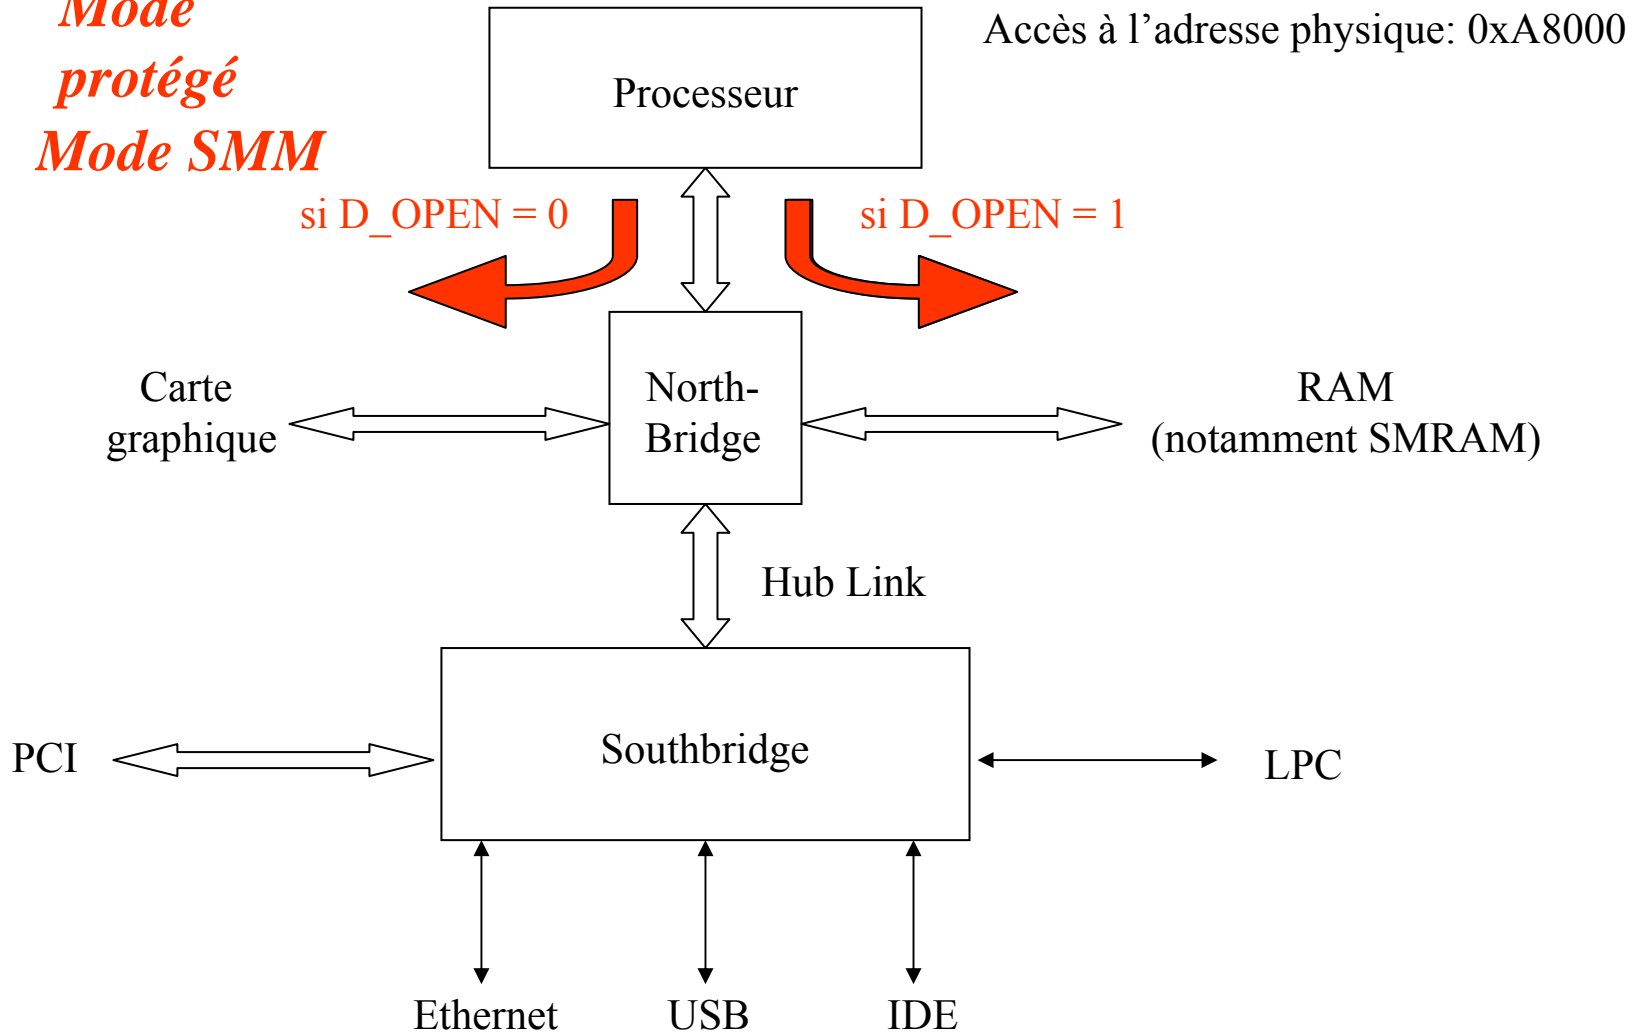 Mode
protégé
Mode SMM
Accès à l’adresse physique: 0xA8000
Processeur
si D_OPEN = 0
si D_OPEN = 1
Carte
graphique
North-
Bridge
RAM
(notamment SMRAM)
Hub Link
PCI
Southbridge
LPC
Ethernet
USB
IDE